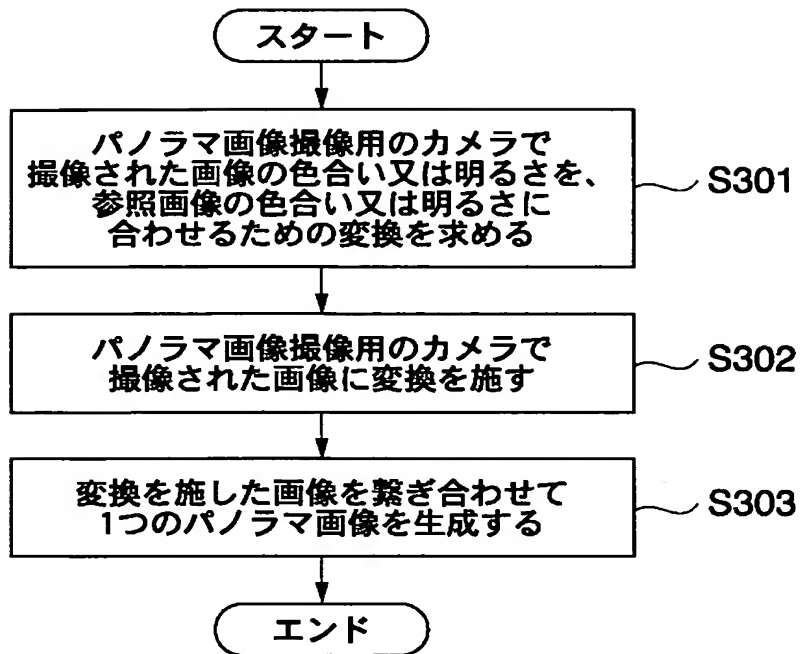 スタート
パノラマ画像撮像用のカメラで
撮像された画像の色合い又は明るさを、
参照画像の色合い又は明るさに
合わせるための変換を求める
S301
パノラマ画像撮像用のカメラで
撮像された画像に変換を施す
S302
変換を施した画像を繋ぎ合わせて
1つのパノラマ画像を生成する
S303
エンド